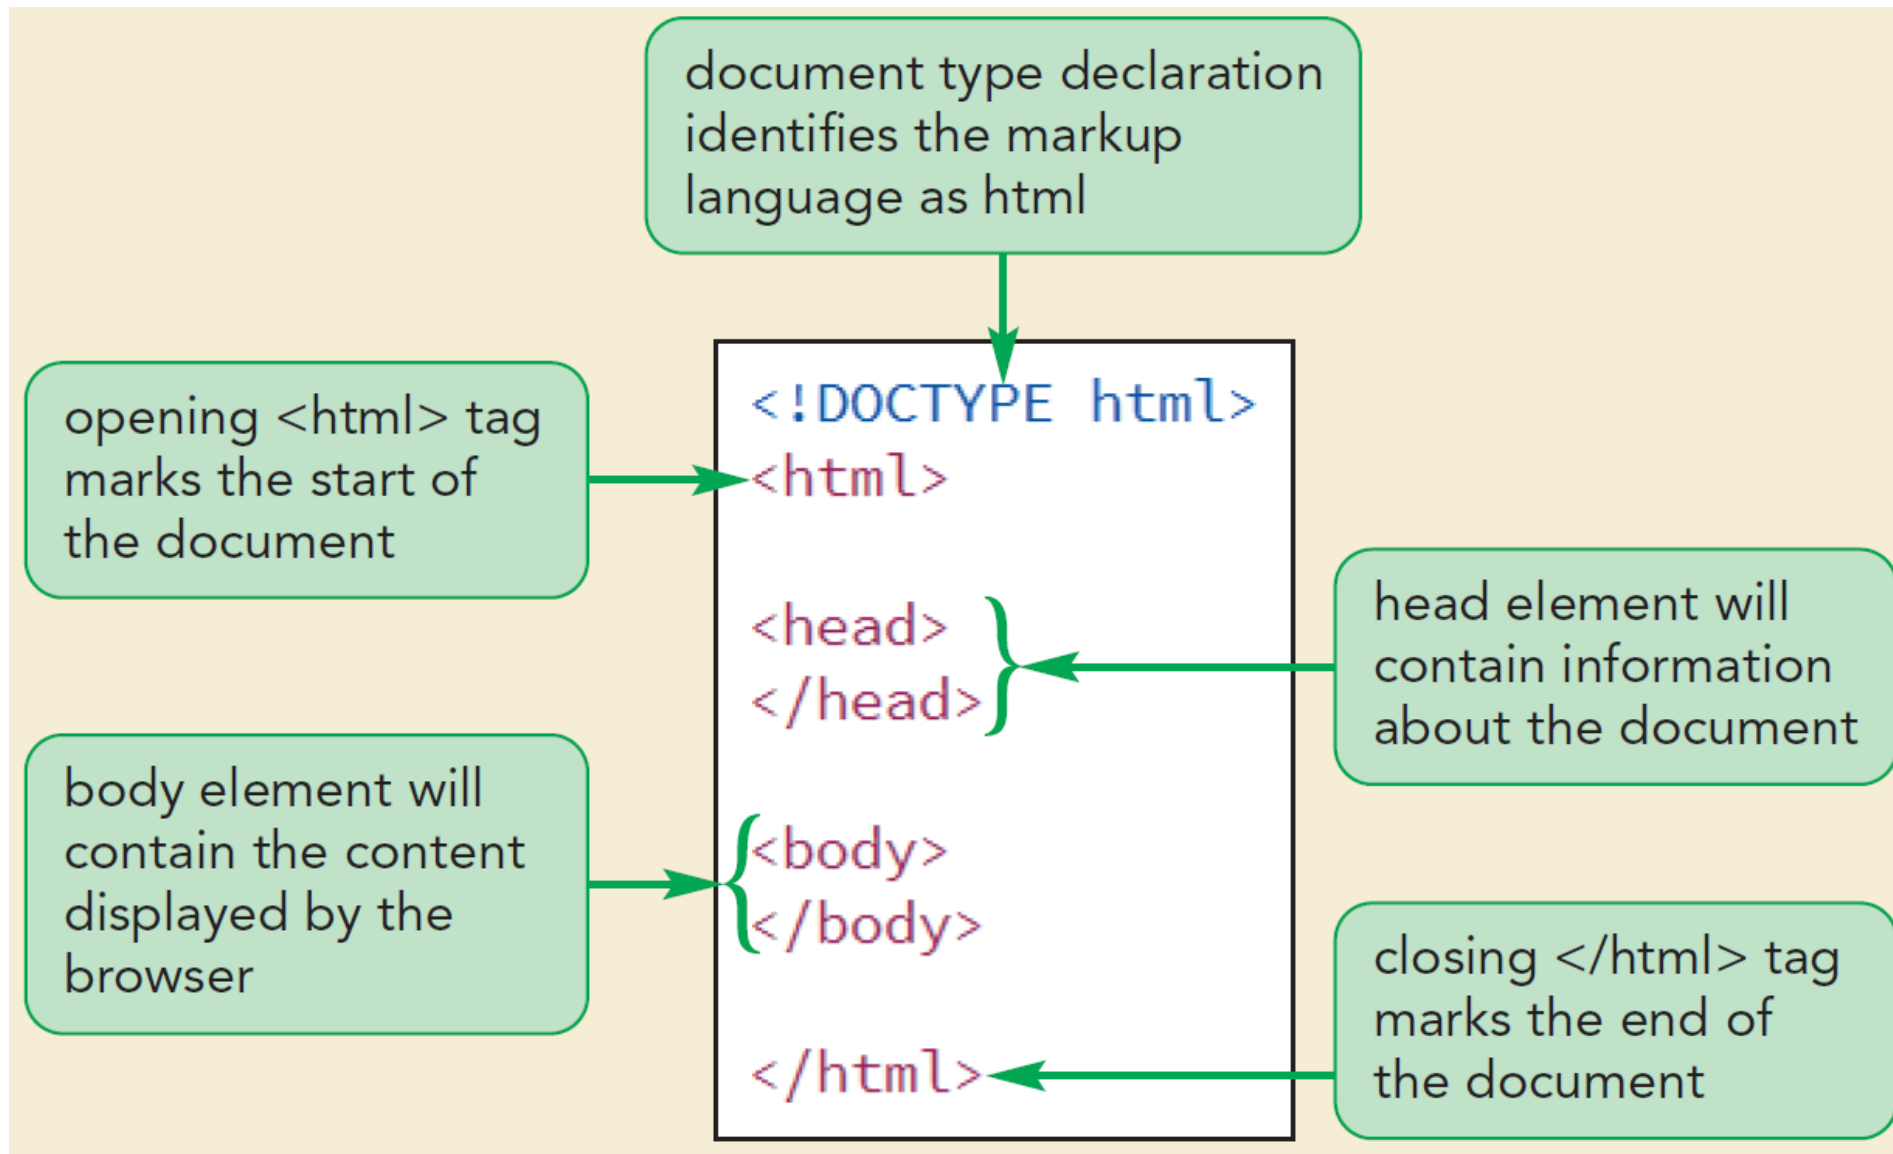 document type declaration
identifies the markup
language as html
<!DOCTYPE html>
opening <html> tag
marks the start of
the document
<html>
head element will
contain information
about the document
<head>
</head>
body element will
contain the content
displayed by the
browser
<body>
</body>
closing </html> tag
marks the end of
the document
</html>